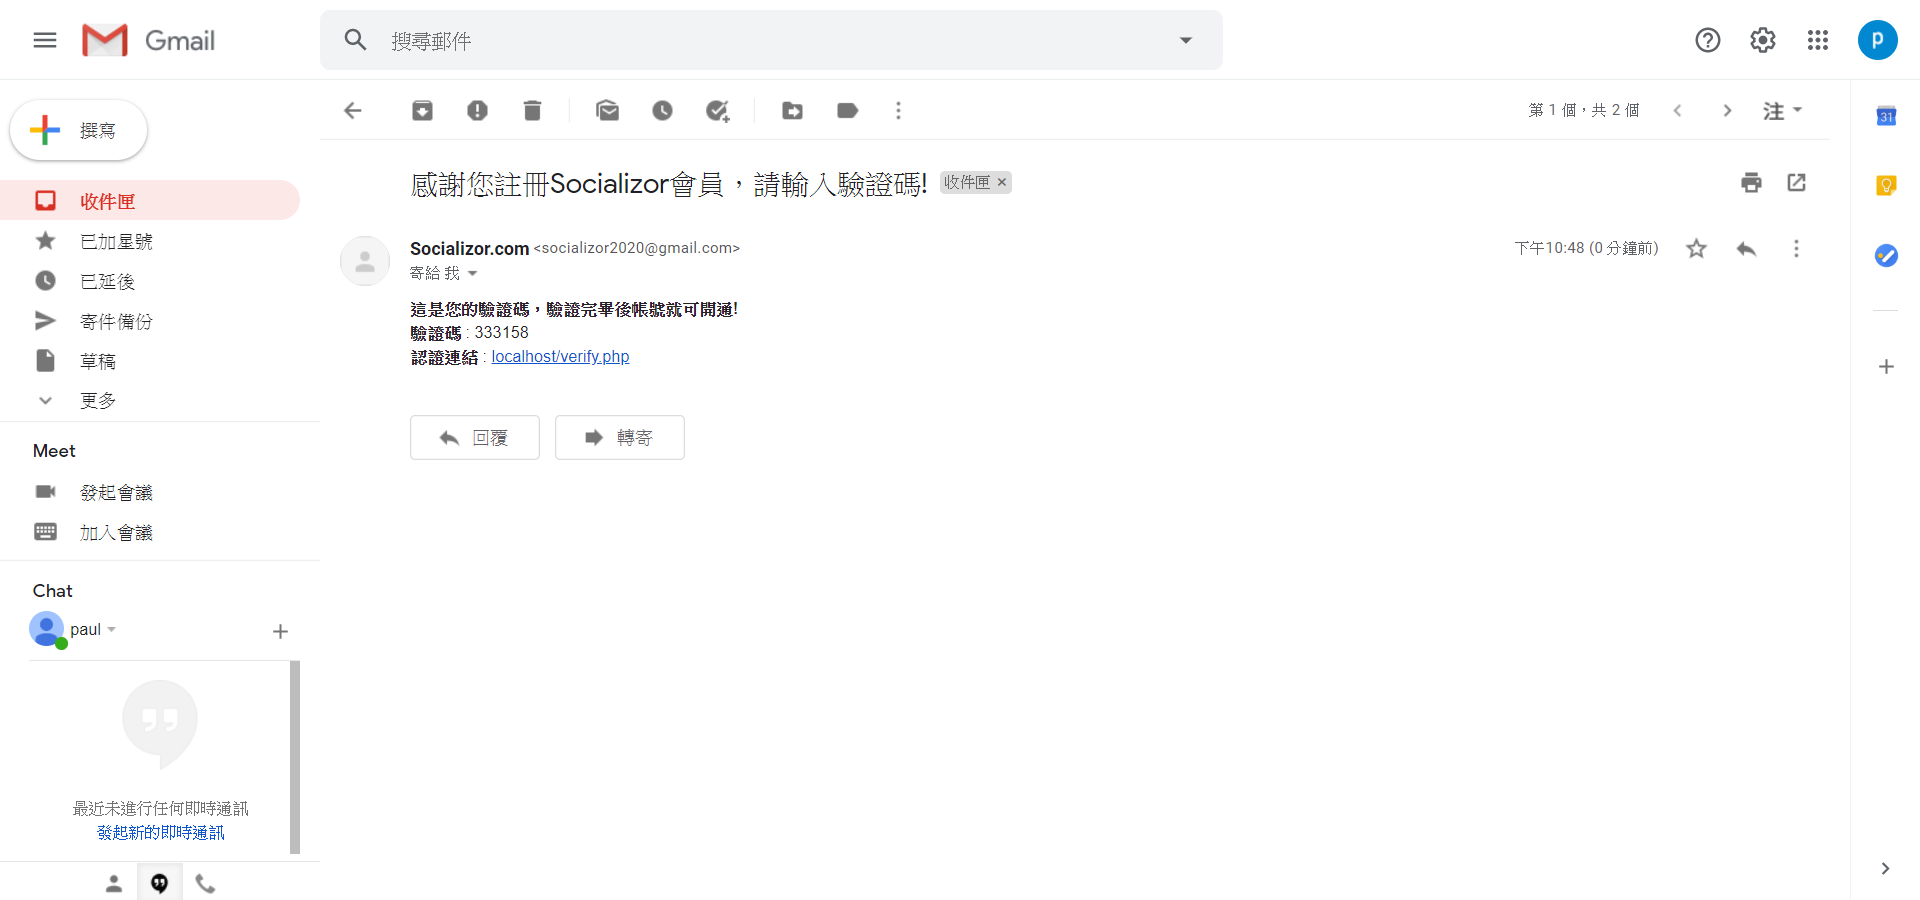 Gmail
搜尋郵件
p
撰寫
第 1 個，共 2 個
注
31
收件匣
已加星號
已延後
寄件備份
草稿
更多
Meet
發起會議
加入會議
Chat
paul
最近未進行任何即時通訊
發起新的即時通訊
感謝您註冊Socializor會員，請輸入驗證碼! 收件匣 ×
Socializor.com <socializor2020@gmail.com>
下午10:48 (0 分鐘前)
寄給 我
這是您的驗證碼，驗證完畢後帳號就可開通!
驗證碼 : 333158
認證連結 : localhost/verify.php
回覆
轉寄